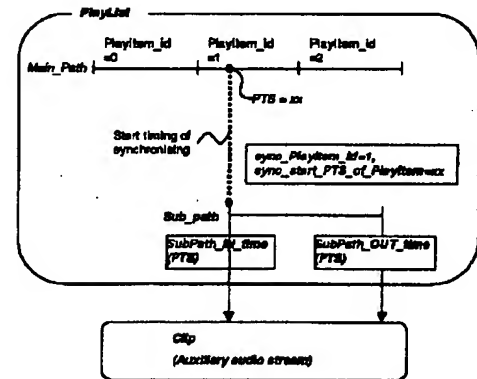 PlayList
PlayItem_id
=0
PlayItem_id
=1
PlayItem_id
=2
Main_Path
PTS = xx
Start timing of
synchronizing
sync_PlayItem_id=1,
sync_start_PTS_of_PlayItem=xx
Sub_path
SubPath_IN_time
(PTS)
SubPath_OUT_time
(PTS)
Clip
(Auxiliary audio stream)